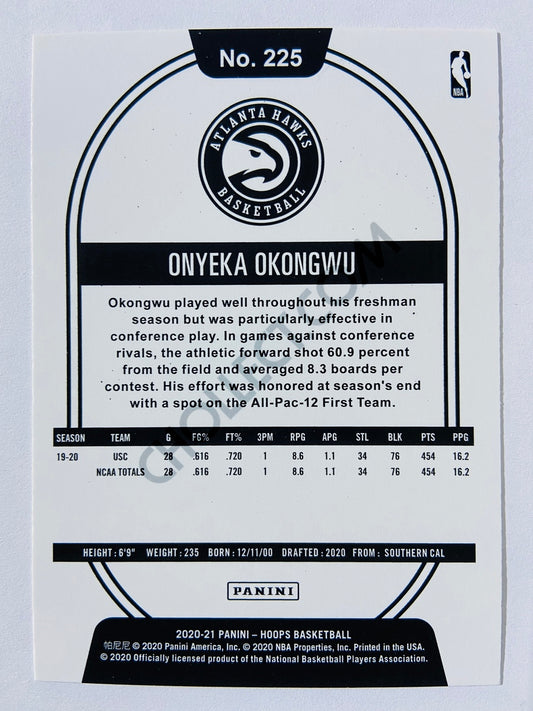 No. 225
NBA
ATLANTA HAWKS
BASKETBALL
ONYEKA OKONGWU
Okongwu played well throughout his freshman
season but was particularly effective in
conference play. In games against conference
rivals, the athletic forward shot 60.9 percent
from the field and averaged 8.3 boards per
contest. His effort was honored at season's end
with a spot on the All-Pac-12 First Team.
SEASON TEAM G FG% FT% 3PM RPG APG STL BLK PTS PPG
19-20 USC 28 .616 .720 1 8.6 1.1 34 76 454 16.2
NCAA TOTALS 28 .616 .720 1 8.6 1.1 34 76 454 16.2
HEIGHT: 6'9" WEIGHT: 235 BORN: 12/11/00 DRAFTED: 2020 FROM: SOUTHERN CAL
PANINI
2020-21 PANINI – HOOPS BASKETBALL
帕尼尼 © 2020 Panini America, Inc. © 2020 NBA Properties, Inc. Printed in the USA.
© 2020 Officially licensed product of the National Basketball Players Association.
CHOLLECT.COM